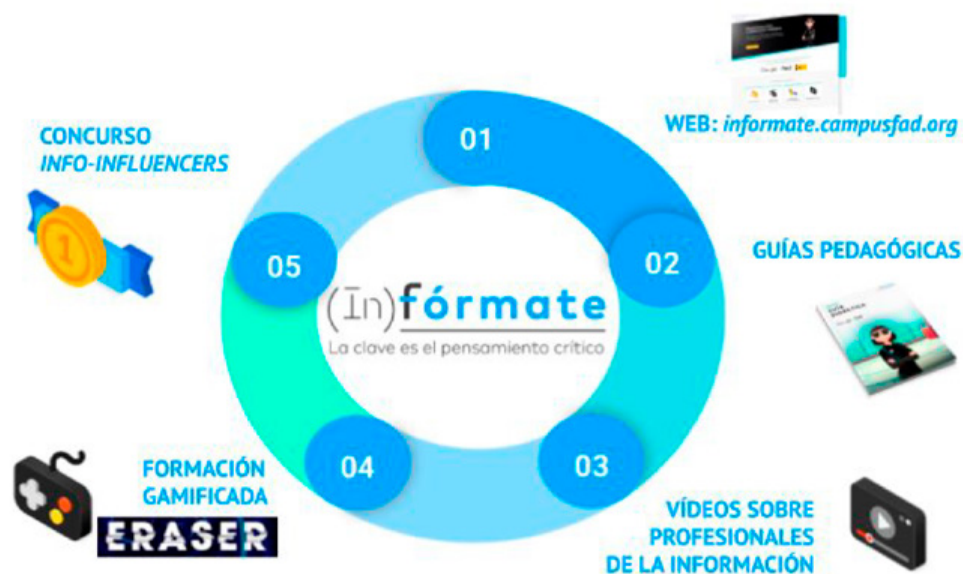 01
WEB: informate.campusfad.org
02
GUÍAS PEDAGÓGICAS
03
VÍDEOS SOBRE
PROFESIONALES
DE LA INFORMACIÓN
04
FORMACIÓN
GAMIFICADA
ERASER
05
CONCURSO
INFO-INFLUENCERS
(In)fórmate
La clave es el pensamiento crítico
1